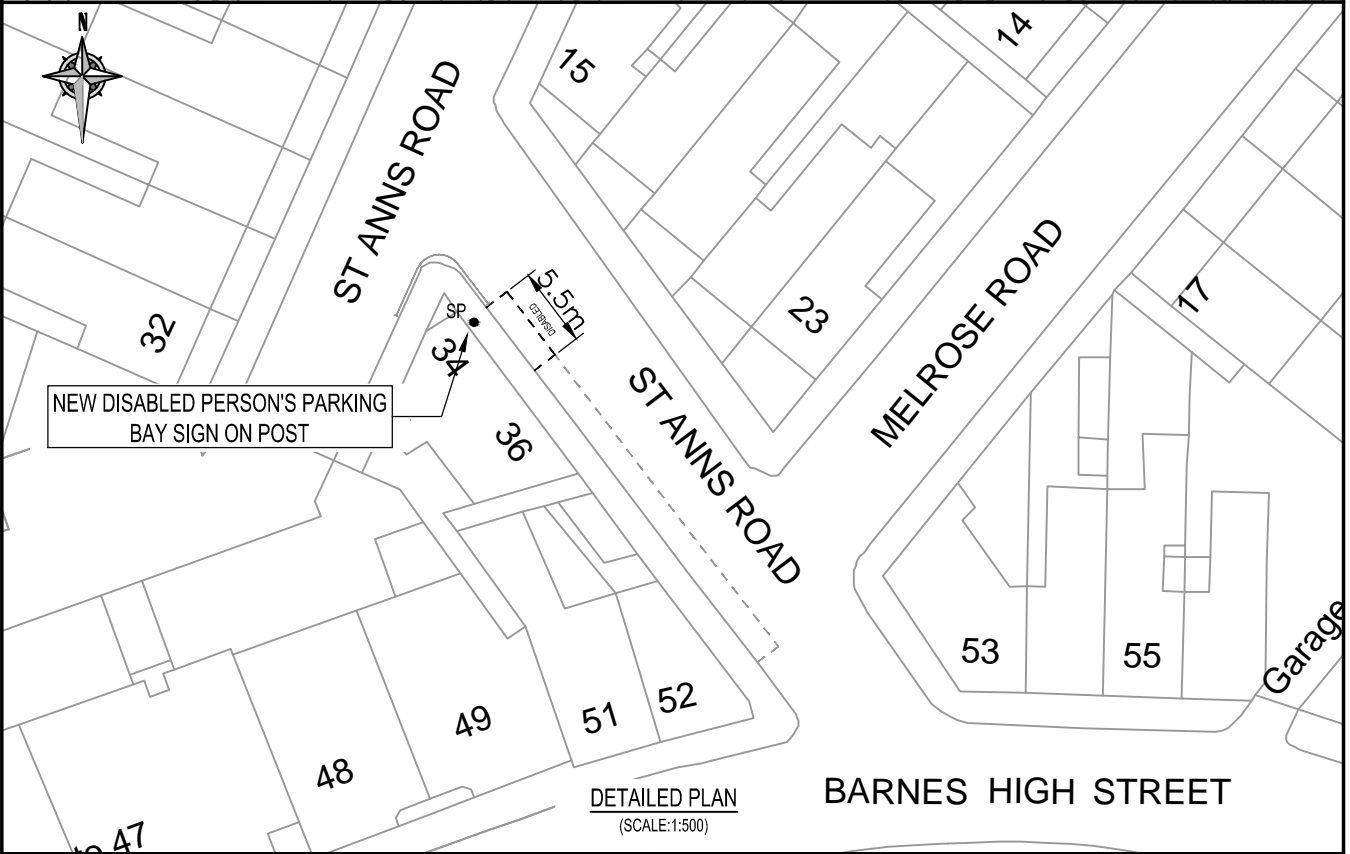 N
15
14
ST ANNS ROAD
32
SP
34
5.5m
DISABLED
23
MELROSE ROAD
17
NEW DISABLED PERSON'S PARKING
BAY SIGN ON POST
36
ST ANNS ROAD
53
55
Garage
52
51
49
48
to 47
DETAILED PLAN
(SCALE:1:500)
BARNES HIGH STREET